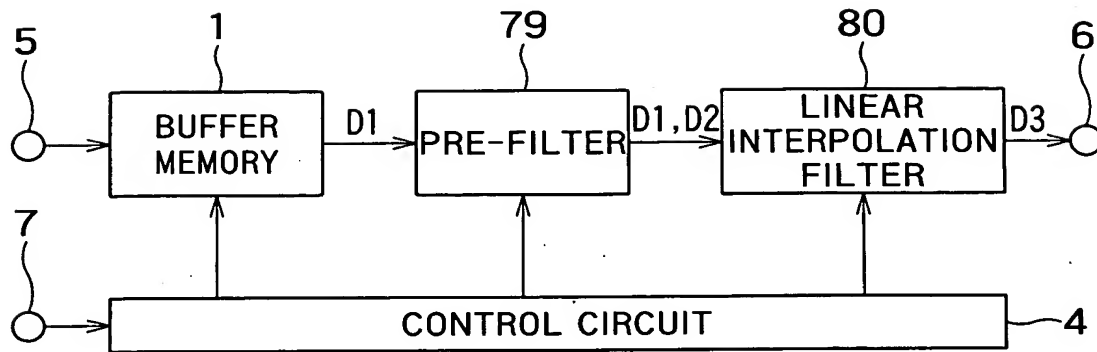 5
1
79
80
6
BUFFER
MEMORY
D1
PRE-FILTER
D1,D2
LINEAR
INTERPOLATION
FILTER
D3
7
CONTROL CIRCUIT
4